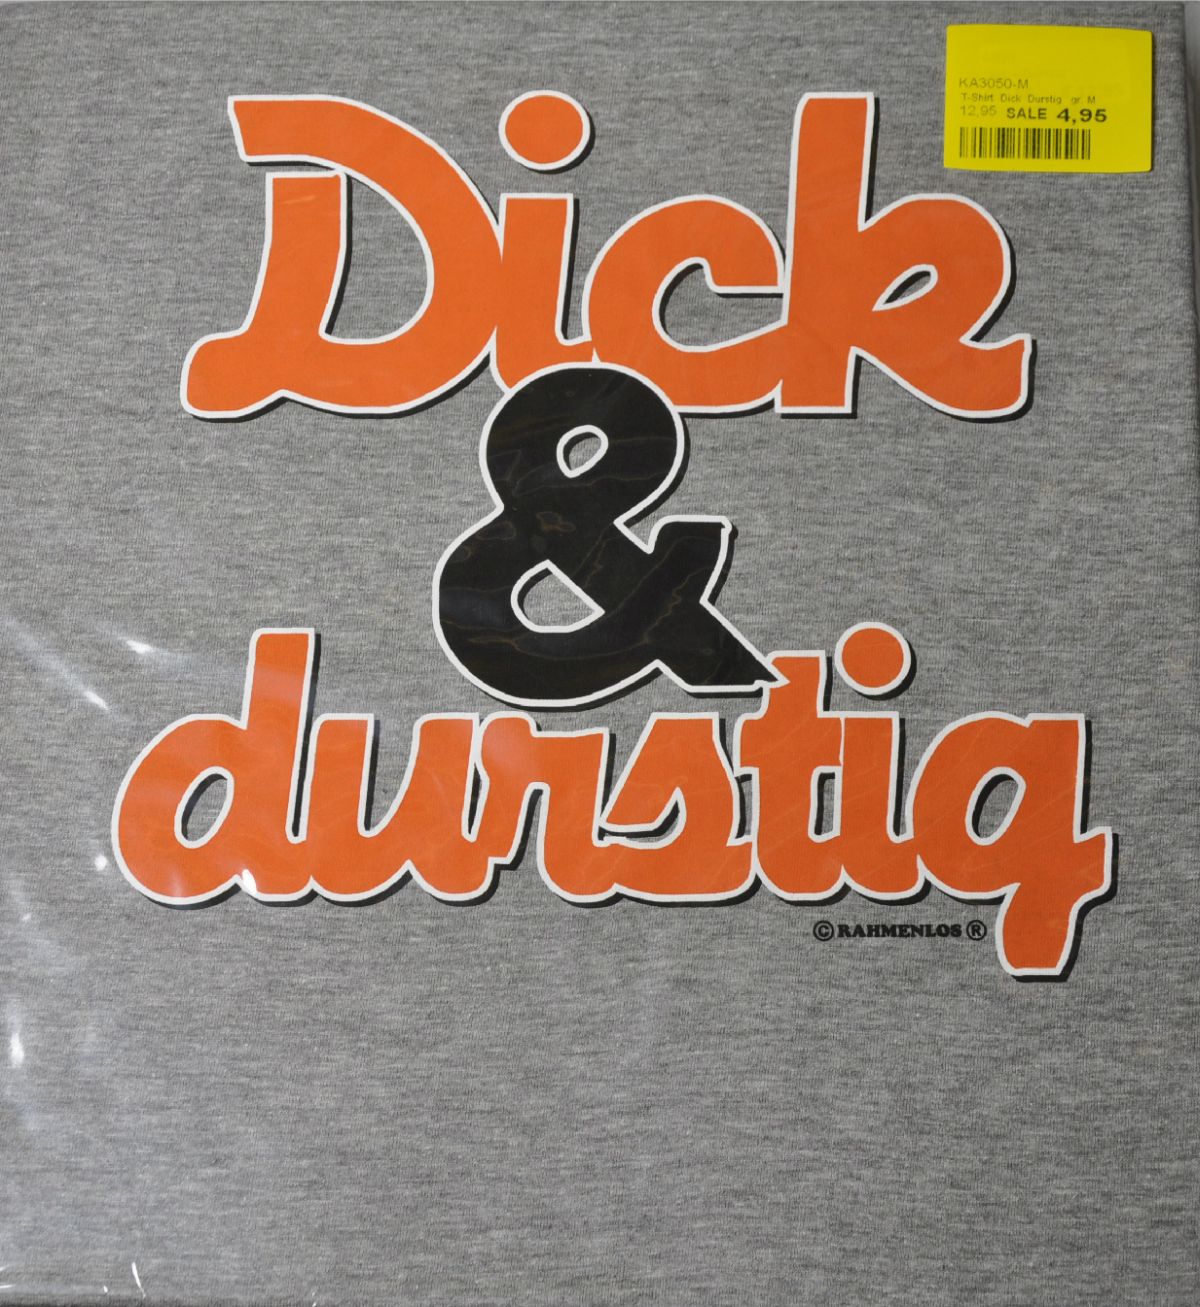 KA3050-M
T-Shirt Dick Durstig gr. M
12,95 SALE 4,95
Dick
&
durstig
© RAHMENLOS ®